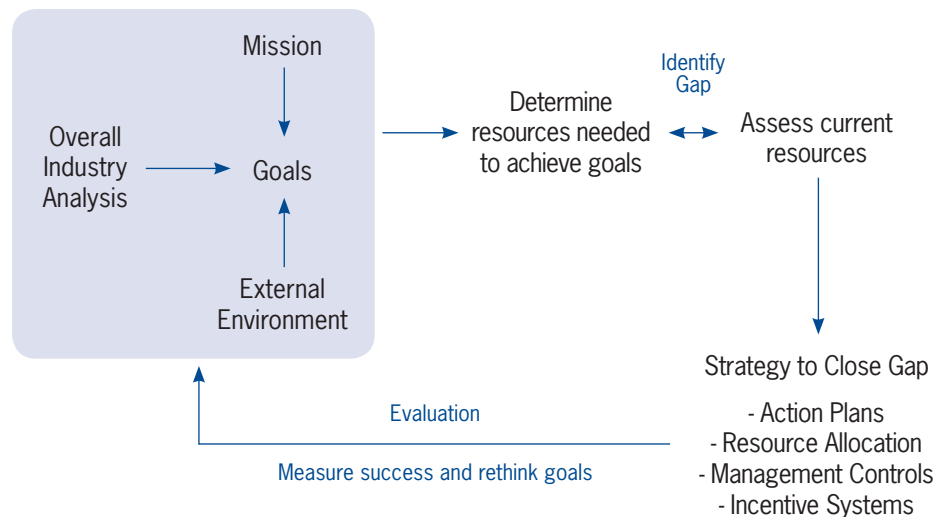 Mission
Overall
Industry
Analysis
Goals
External
Environment
Determine
resources needed
to achieve goals
Identify
Gap
Assess current
resources
Strategy to Close Gap
- Action Plans
- Resource Allocation
- Management Controls
- Incentive Systems
Evaluation
Measure success and rethink goals